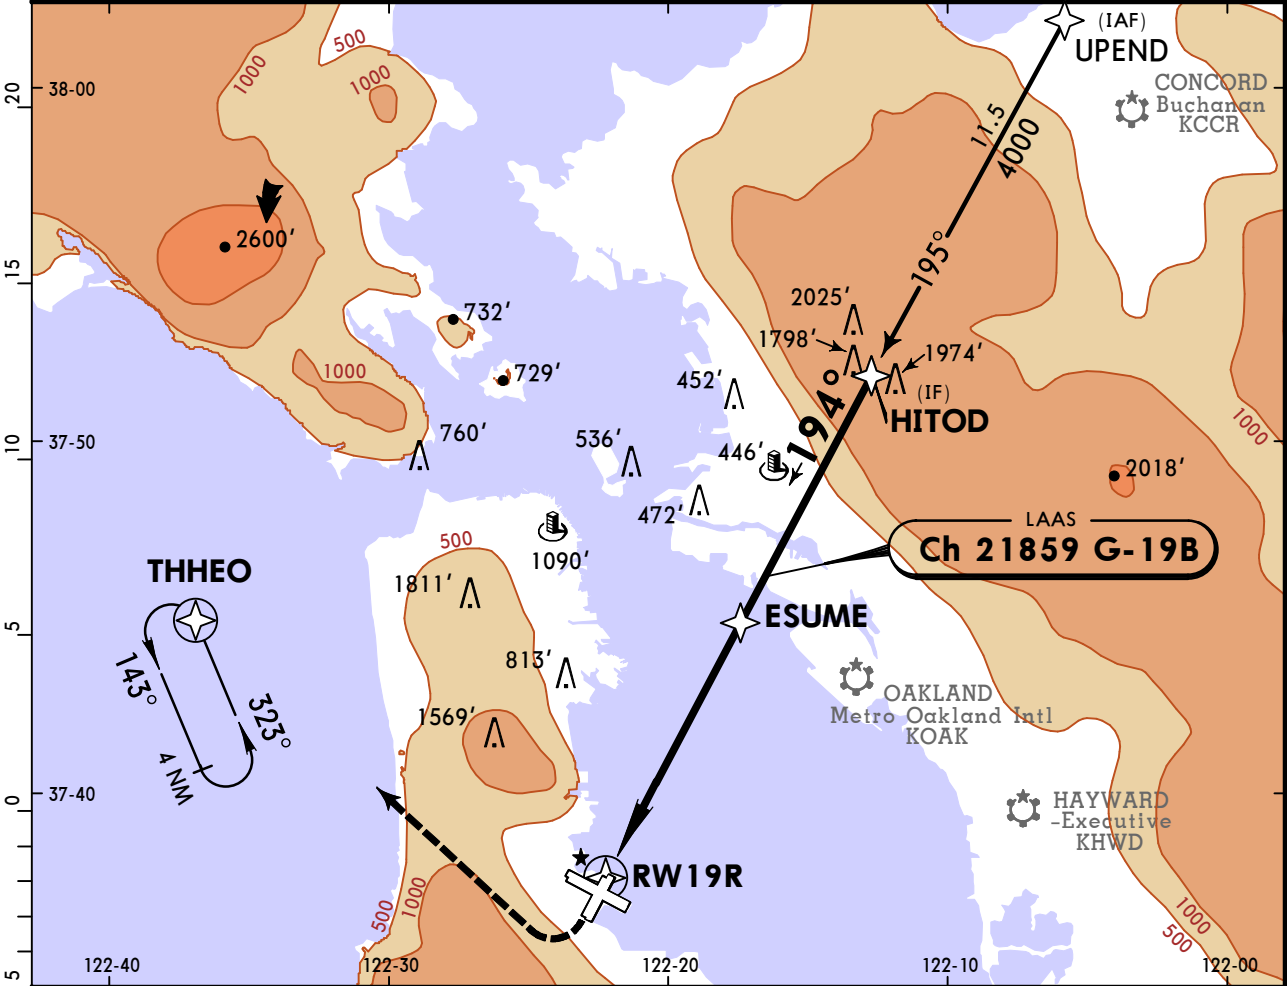 500
1000
1000
(IAF)
UPEND
CONCORD
Buchanan
KCCR
20
38-00
11.5
4000
2600'
195°
15
2025'
732'
1798'
1974'
729'
1000
452'
(IF)
HITOD
194°
1000
10
37-50
760'
536'
446'
2018'
472'
LAAS
Ch 21859 G-19B
500
1090'
THHEO
1811'
ESUME
5
813'
143°
323°
OAKLAND
Metro Oakland Intl
KOAK
1569'
4 NM
0
37-40
HAYWARD
-Executive
KHWD
RW19R
500
1000
1000
500
5
122-40
122-30
122-20
122-10
122-00